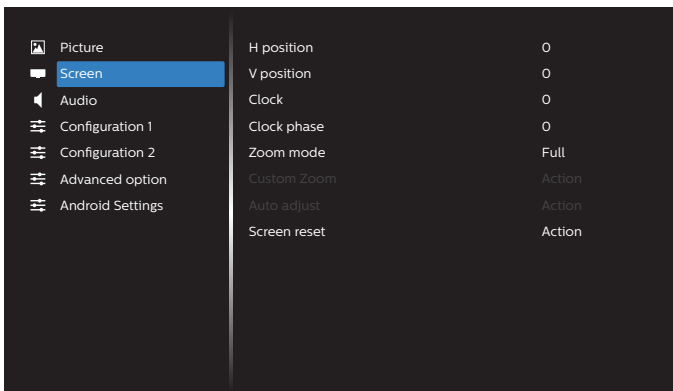 Picture
Screen
Audio
Configuration 1
Configuration 2
Advanced option
Android Settings
H position 0
V position 0
Clock 0
Clock phase 0
Zoom mode Full
Custom Zoom Action
Auto adjust Action
Screen reset Action